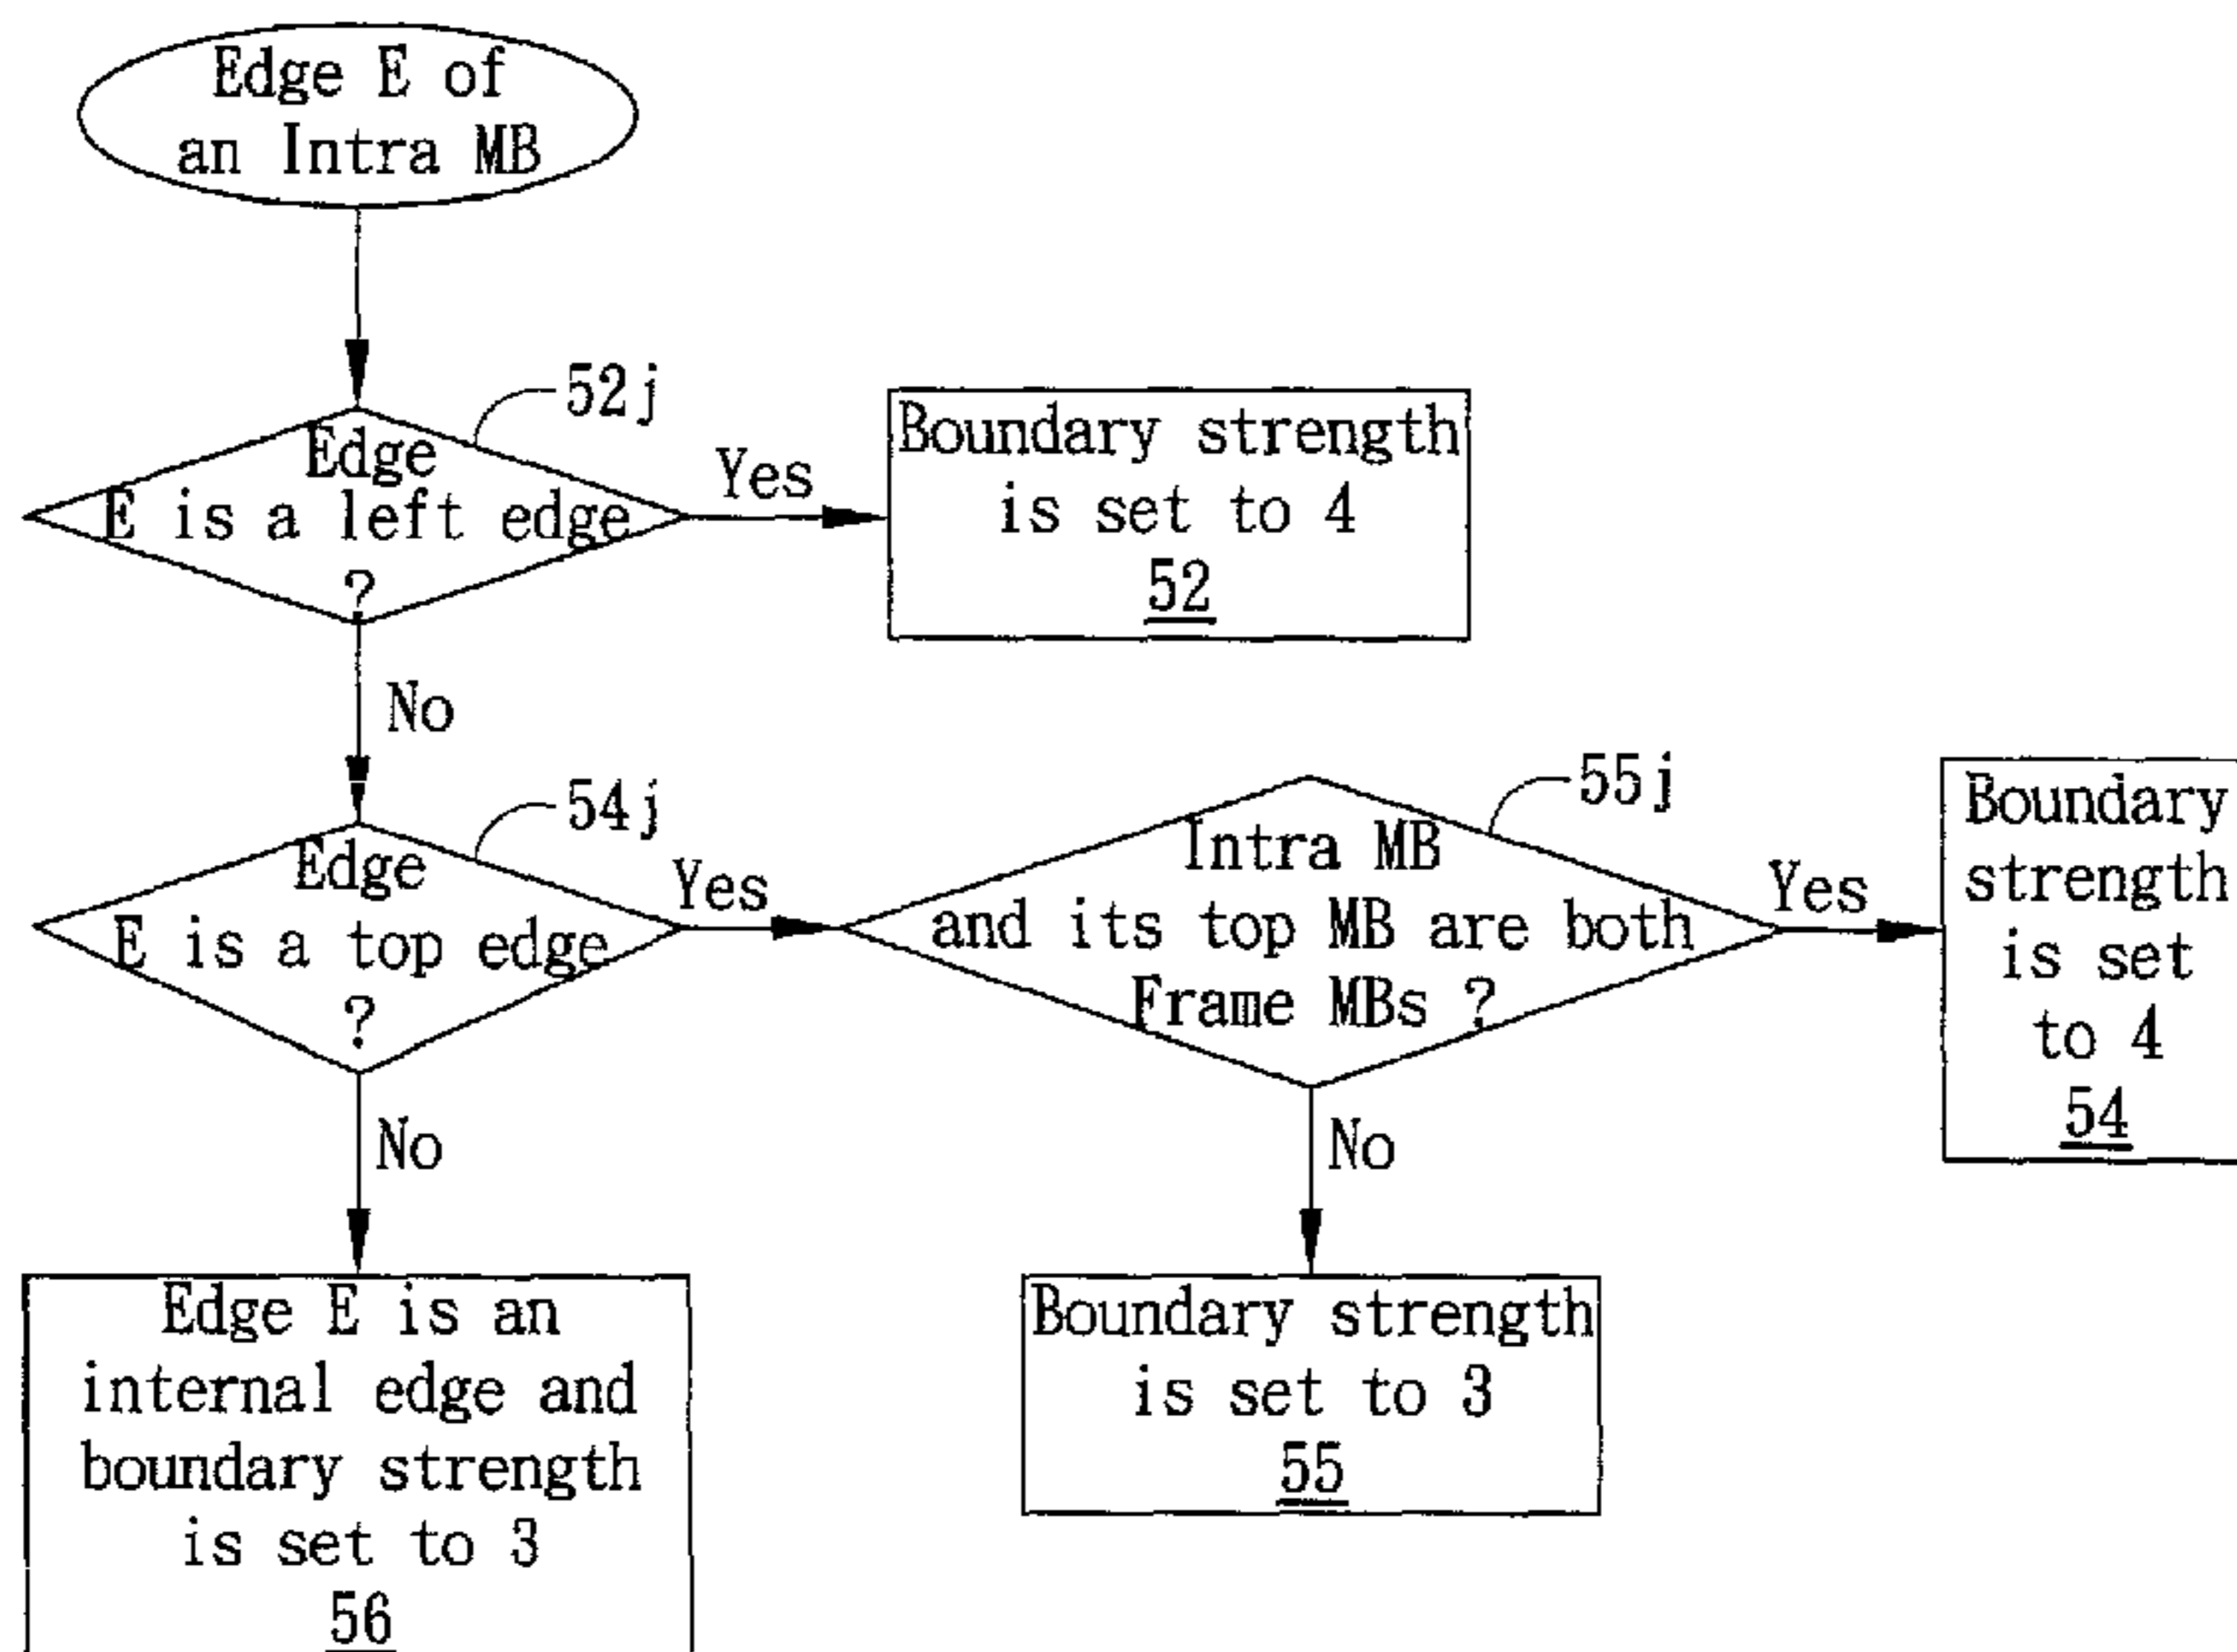 Edge E of
an Intra MB
52j
Edge
E is a left edge
?
Yes
Boundary strength
is set to 4
52
No
54j
Edge
E is a top edge
?
Yes
55j
Intra MB
and its top MB are both
Frame MBs ?
Yes
Boundary
strength
is set
to 4
54
No
No
Edge E is an
internal edge and
boundary strength
is set to 3
56
Boundary strength
is set to 3
55